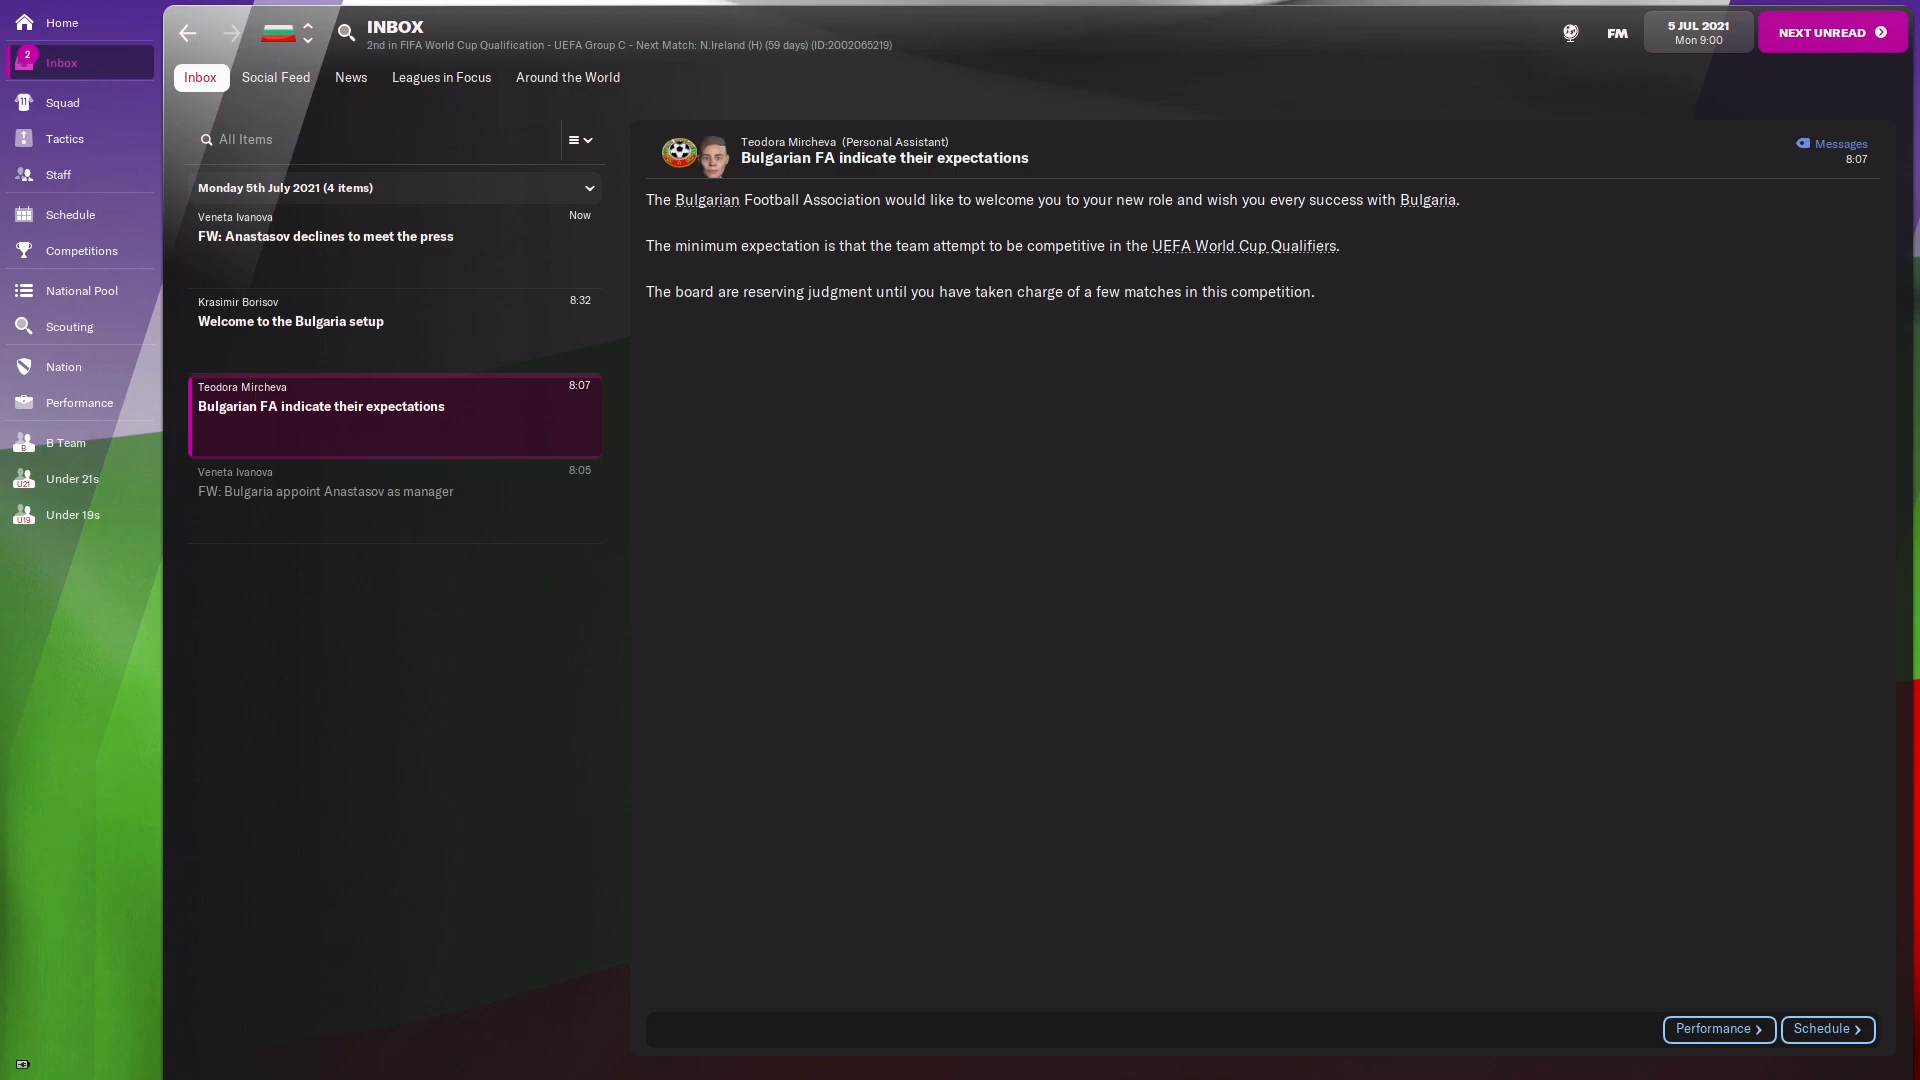 Home
2
Inbox
11
Squad
Tactics
Staff
Schedule
Competitions
National Pool
Scouting
Nation
Performance
B
B Team
U21
Under 21s
U19
Under 19s
INBOX
2nd in FIFA World Cup Qualification - UEFA Group C - Next Match: N.Ireland (H) (59 days) (ID:2002065219)
FM
5 JUL 2021
Mon 9:00
NEXT UNREAD
Inbox
Social Feed
News
Leagues in Focus
Around the World
All Items
Monday 5th July 2021 (4 items)
Veneta Ivanova
Now
FW: Anastasov declines to meet the press
Krasimir Borisov
8:32
Welcome to the Bulgaria setup
Teodora Mircheva
8:07
Bulgarian FA indicate their expectations
Veneta Ivanova
8:05
FW: Bulgaria appoint Anastasov as manager
Teodora Mircheva (Personal Assistant)
Bulgarian FA indicate their expectations
Messages
8:07
The Bulgarian Football Association would like to welcome you to your new role and wish you every success with Bulgaria.
The minimum expectation is that the team attempt to be competitive in the UEFA World Cup Qualifiers.
The board are reserving judgment until you have taken charge of a few matches in this competition.
Performance
Schedule